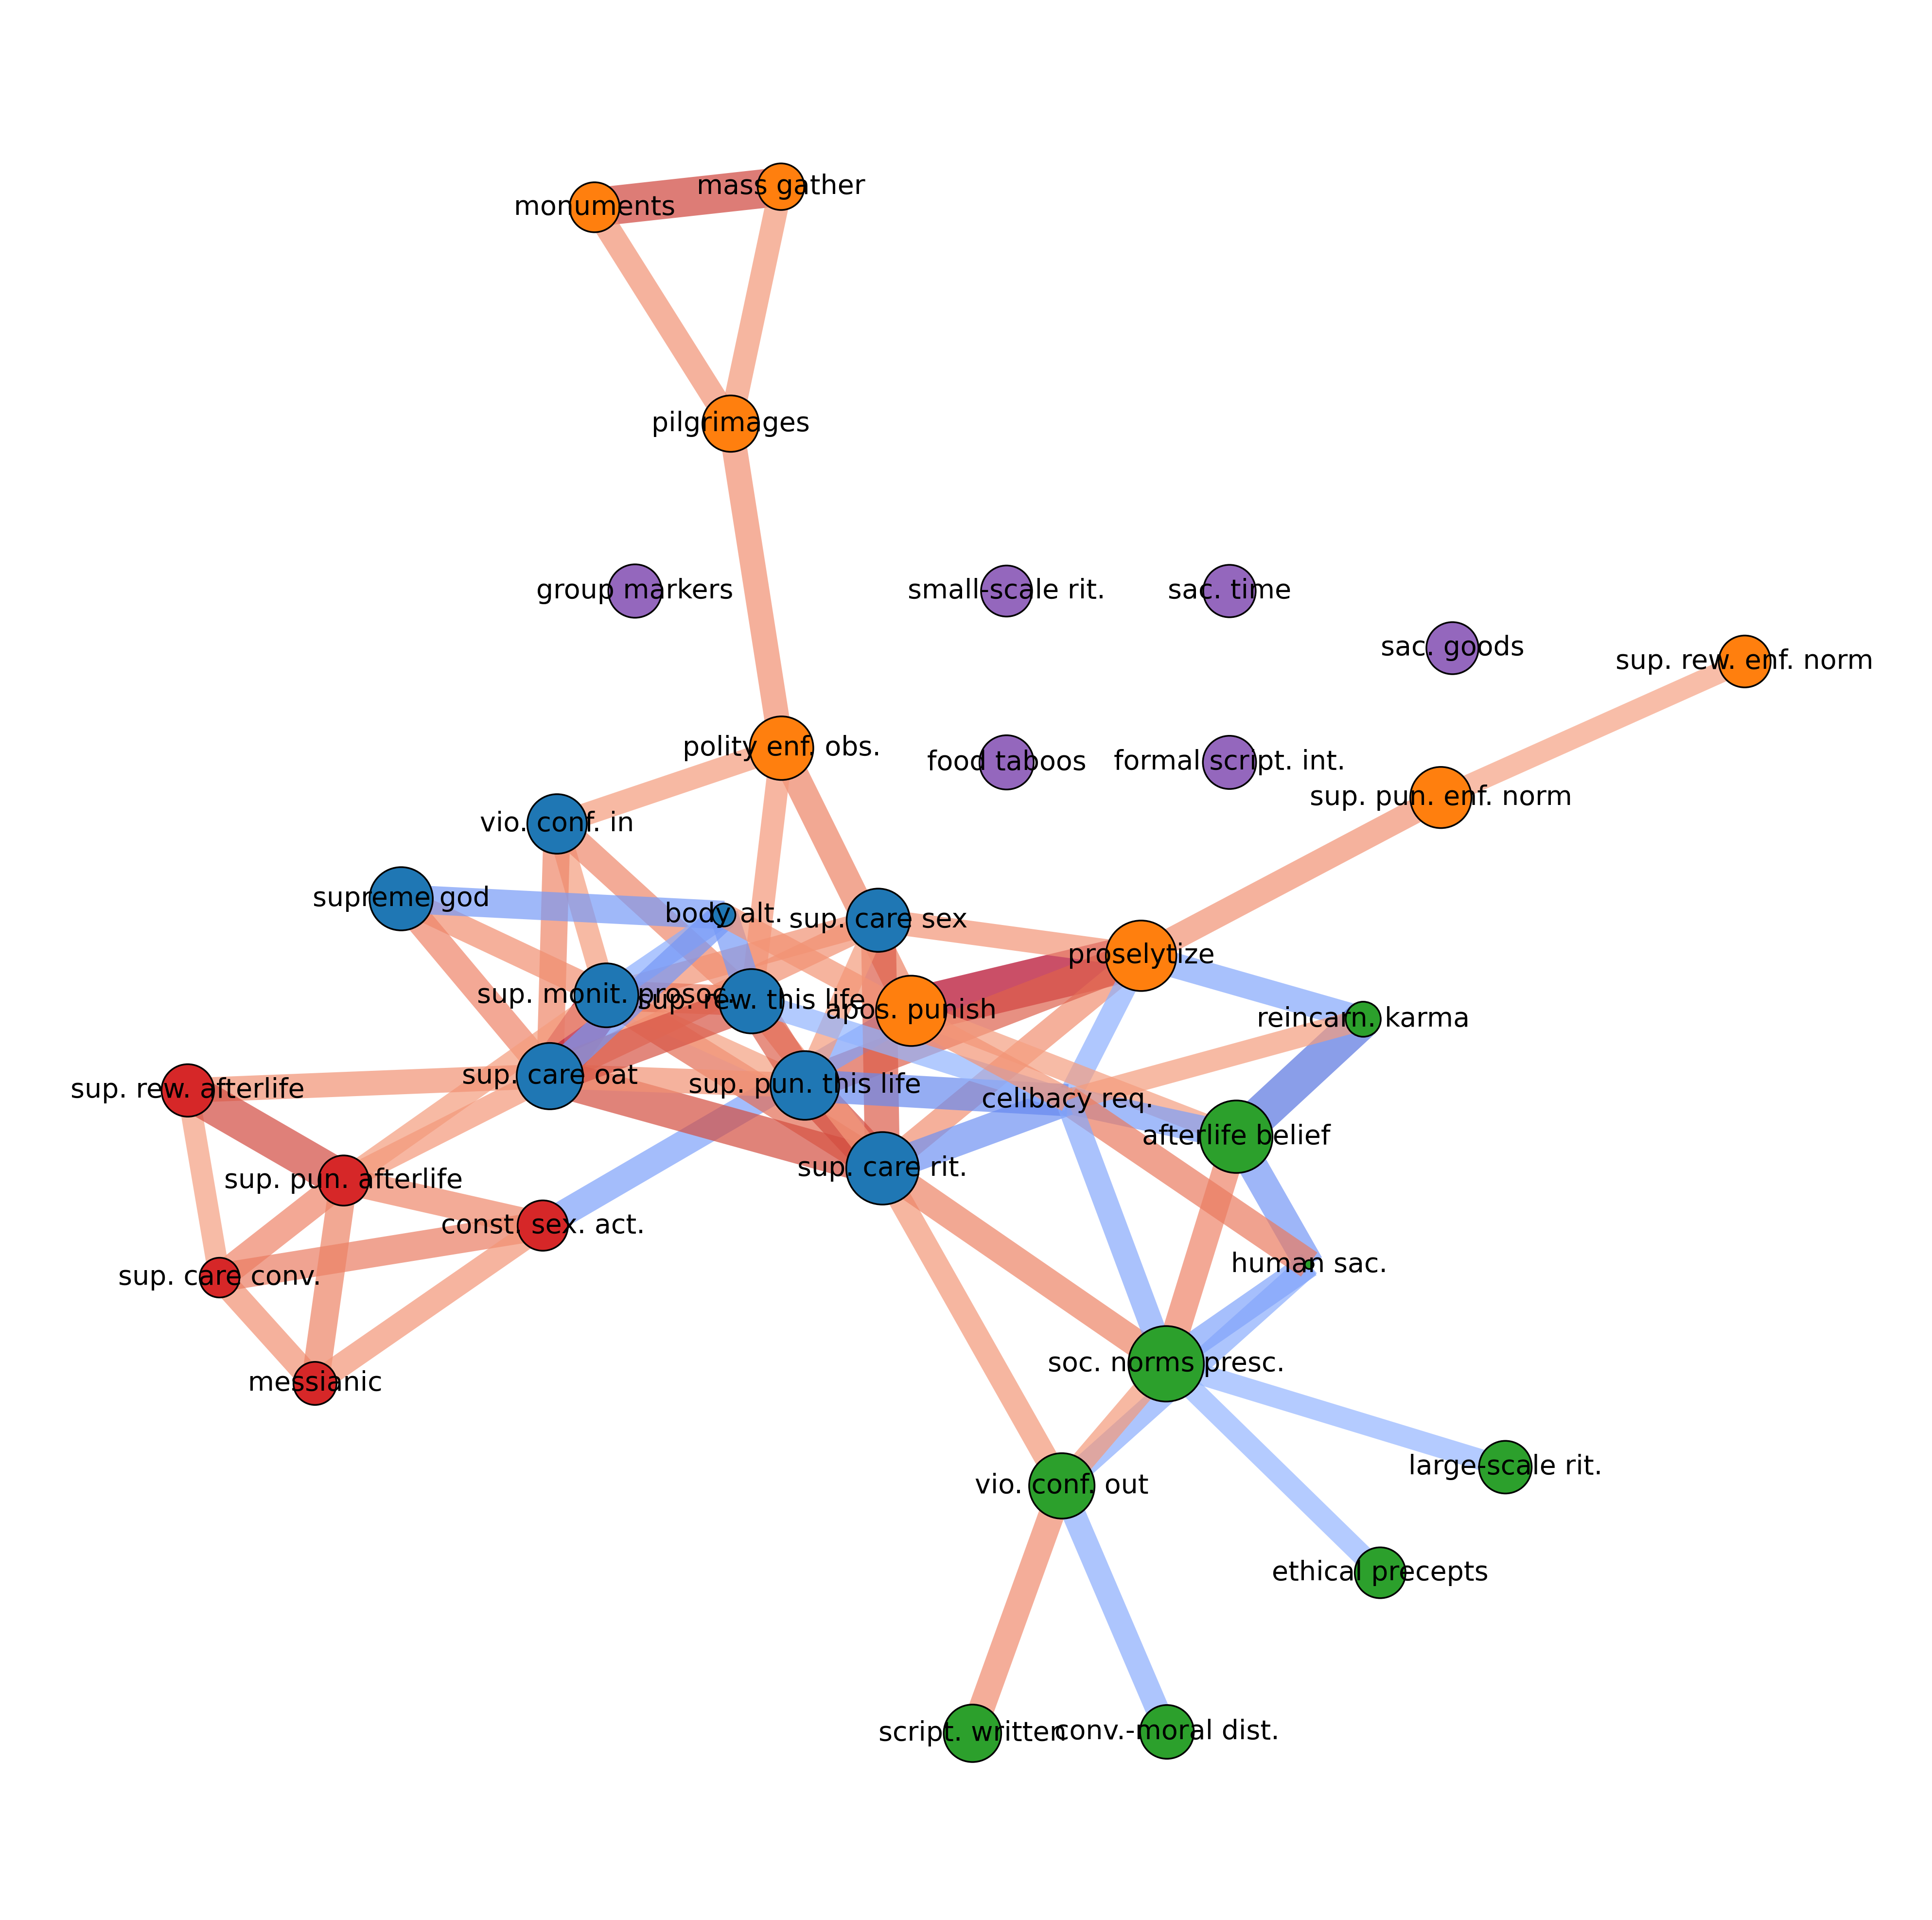 mass gather
monuments
pilgrimages
group markers
small-scale rit.
sac. time
sac. goods
sup. rew. enf. norm
polity enf. obs.
food taboos
formal script. int.
sup. pun. enf. norm
vio. conf. in
supreme god
body alt.
sup. care sex
proselytize
sup. monit. prosoc.
sup. rew. this life
apos. punish
reincarn. karma
sup. care oat
sup. pun. this life
sup. rew. afterlife
celibacy req.
afterlife belief
sup. care rit.
sup. pun. afterlife
const. sex. act.
human sac.
sup. care conv.
soc. norms presc.
messianic
large-scale rit.
vio. conf. out
ethical precepts
script. written
conv.-moral dist.